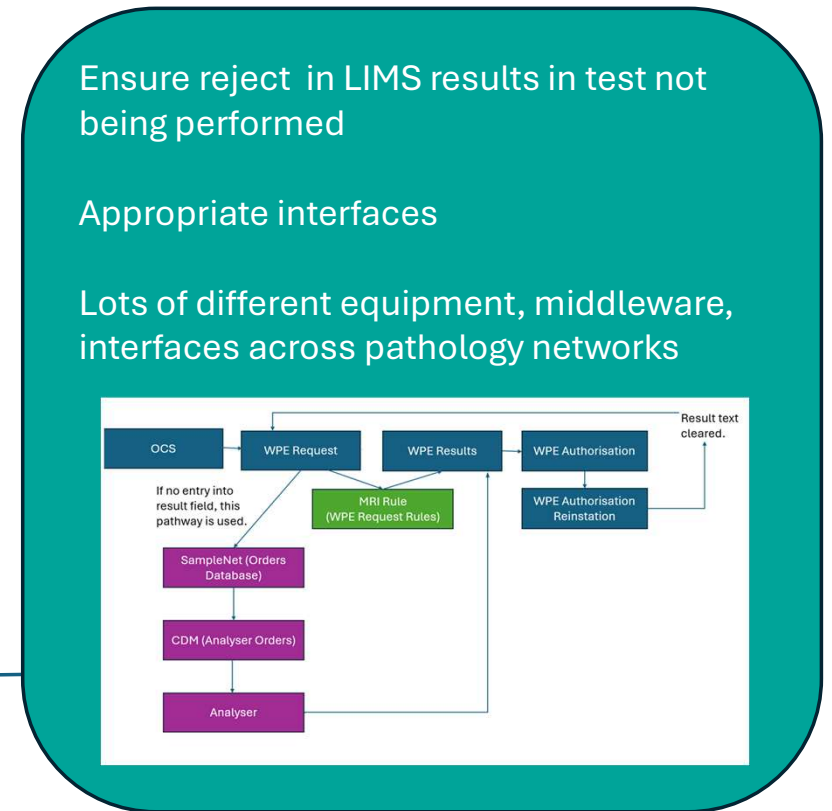 Ensure reject in LIMS results in test not
being performed
Appropriate interfaces
Lots of different equipment, middleware,
interfaces across pathology networks
Result text
cleared.
OCS
WPE Request
WPE Results
WPE Authorisation
If no entry into
result field, this
pathway is used.
MRI Rule
(WPE Request Rules)
WPE Authorisation
Reinstation
SampleNet (Orders
Database)
CDM (Analyser Orders)
Analyser